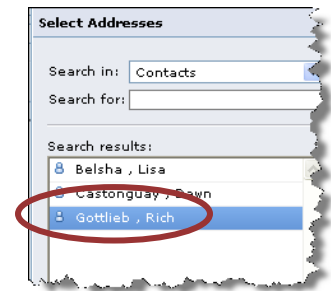 Select Addresses
Search in: Contacts
Search for:
Search results:
Belsha , Lisa
Castonguay , Dawn
Gottlieb , Rich